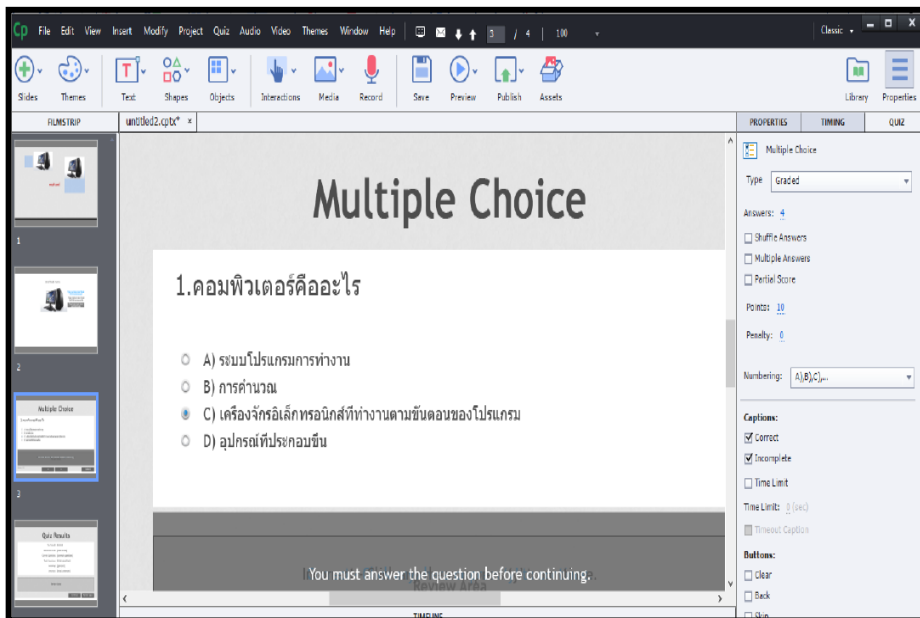 Cp File Edit View Insert Modify Project Quiz Audio Video Themes Window Help 3 / 4 100 Classic
Slides Themes Text Shapes Objects Interactions Media Record Save Preview Publish Assets Library Properties
FILMSTRIP untitled2.cptx* × PROPERTIES TIMING QUIZ
1
2
Multiple Choice
3
Quiz Results
Multiple Choice
1.คอมพิวเตอร์คืออะไร
A) ระบบโปรแกรมการทำงาน
B) การคำนวณ
C) เครื่องจักรอิเล็กทรอนิกส์ที่ทำงานตามขั้นตอนของโปรแกรม
D) อุปกรณ์ที่ประกอบขึ้น
You must answer the question before continuing.
Review Area
TIMELINE
Multiple Choice
Type Graded
Answers: 4
Shuffle Answers
Multiple Answers
Partial Score
Points: 10
Penalty: 0
Numbering: A),B),C),...
Captions:
Correct
Incomplete
Time Limit
Time Limit: 0 (sec)
Timeout Caption
Buttons:
Clear
Back
Skip